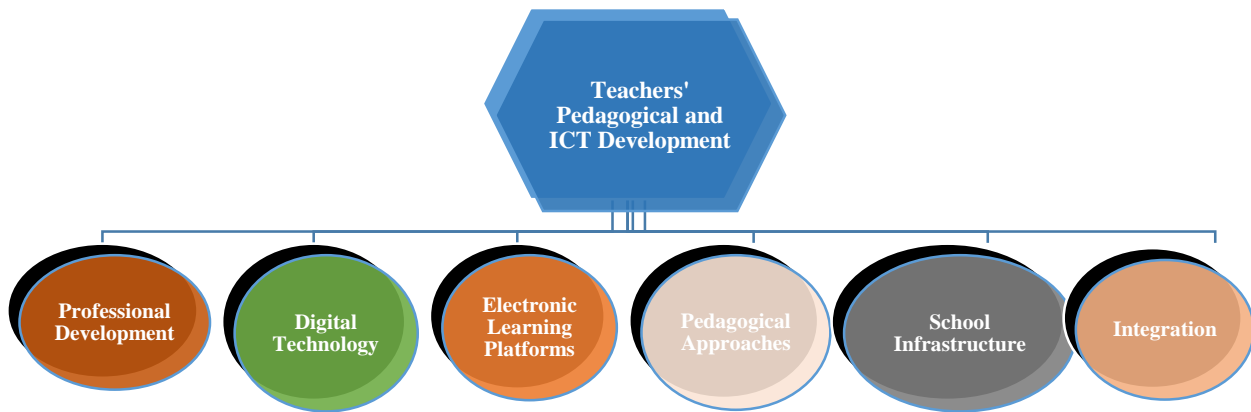 Teachers'
Pedagogical and
ICT Development
Professional
Development
Digital
Technology
Electronic
Learning
Platforms
Pedagogical
Approaches
School
Infrastructure
Integration